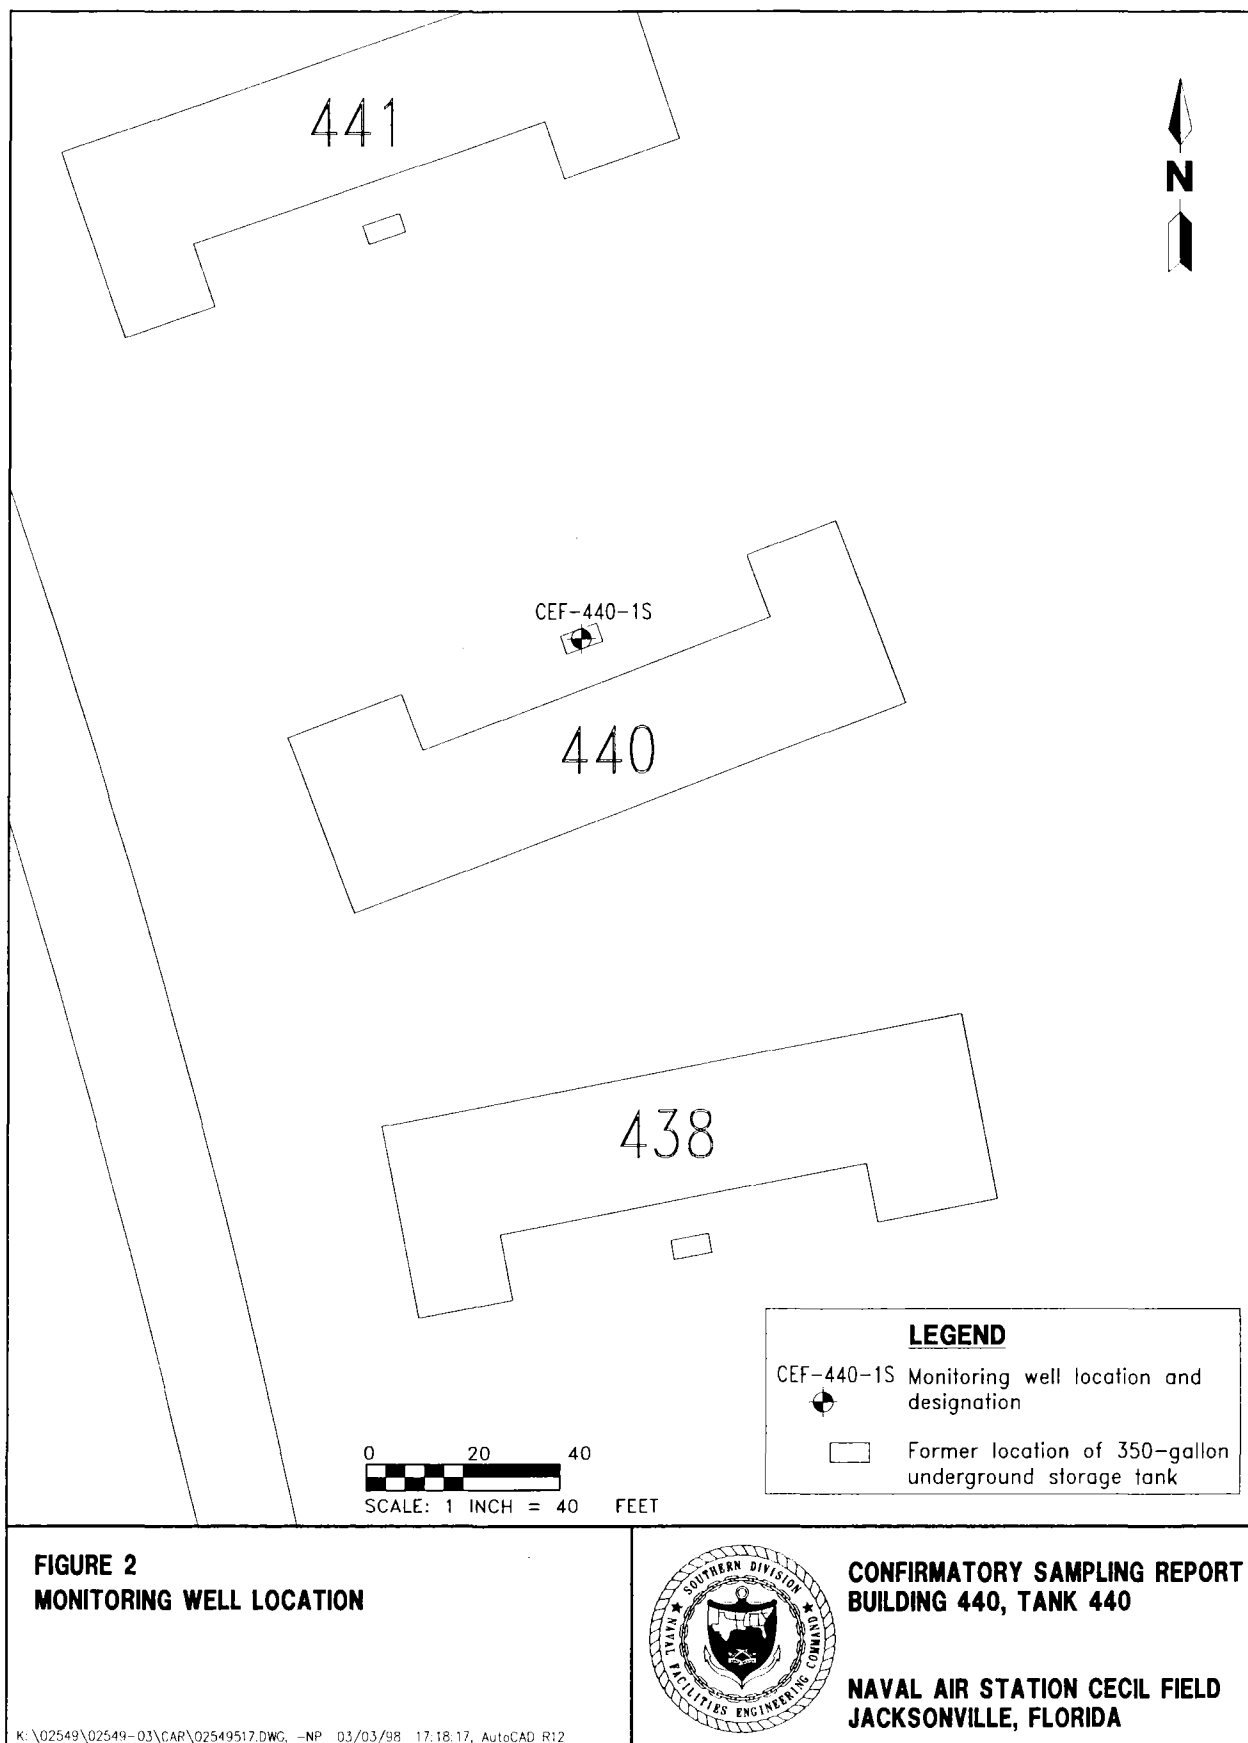 441
N
CEF-440-1S
440
438
LEGEND
CEF-440-1S Monitoring well location and
designation
Former location of 350-gallon
underground storage tank
0 20 40
SCALE: 1 INCH = 40 FEET
FIGURE 2
MONITORING WELL LOCATION
K:\02549\02549-03\CAR\02549517.DWG, -NP 03/03/98 17:18:17, AutoCAD R12
SOUTHERN DIVISION
NAVAL FACILITIES ENGINEERING COMMAND
CONFIRMATORY SAMPLING REPORT
BUILDING 440, TANK 440
NAVAL AIR STATION CECIL FIELD
JACKSONVILLE, FLORIDA